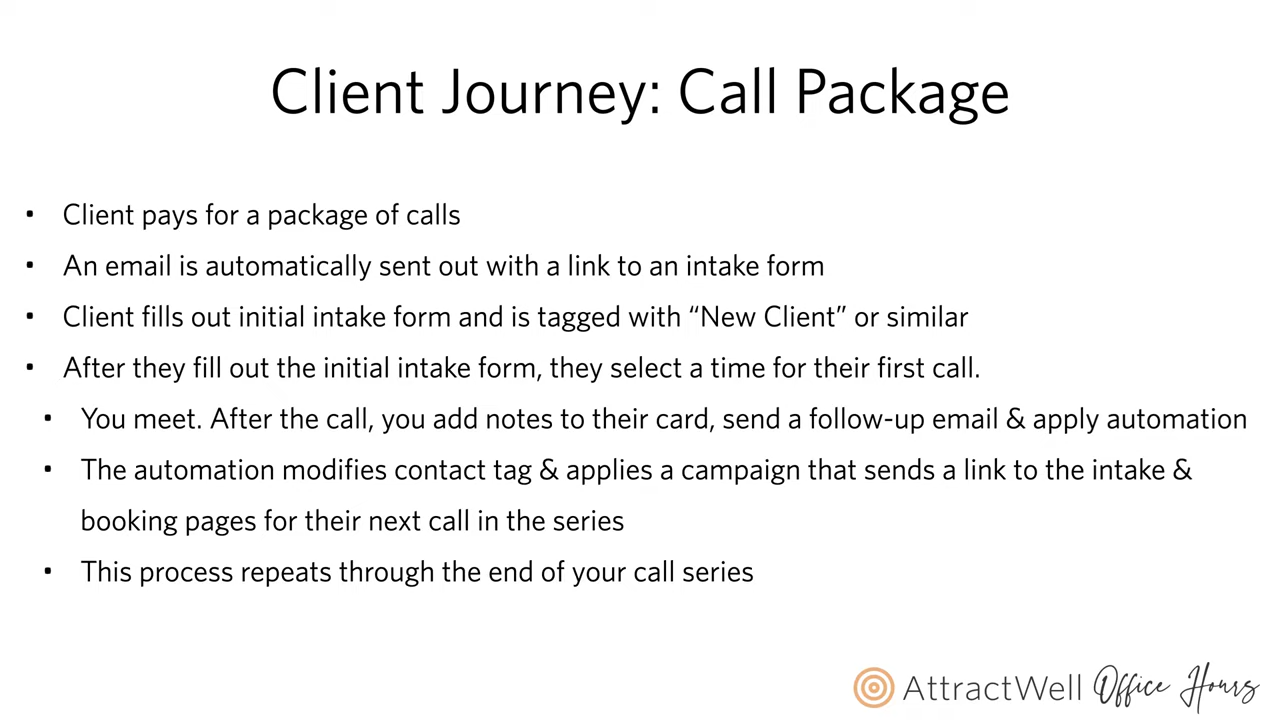 Client Journey: Call Package
• Client pays for a package of calls
• An email is automatically sent out with a link to an intake form
• Client fills out initial intake form and is tagged with “New Client” or similar
• After they fill out the initial intake form, they select a time for their first call.
• You meet. After the call, you add notes to their card, send a follow-up email & apply automation
• The automation modifies contact tag & applies a campaign that sends a link to the intake &
booking pages for their next call in the series
• This process repeats through the end of your call series
AttractWell Office Hours